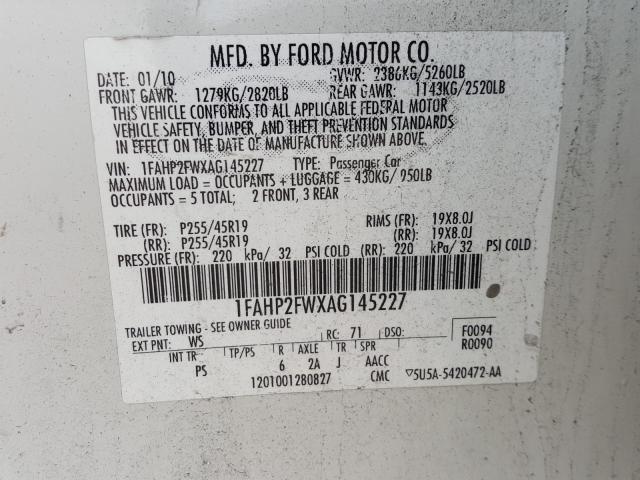 MFD. BY FORD MOTOR CO.
DATE: 01/10 GVWR: 2386KG/5260LB
FRONT GAWR: 1279KG/2820LB REAR GAWR: 1143KG/2520LB
THIS VEHICLE CONFORMS TO ALL APPLICABLE FEDERAL MOTOR
VEHICLE SAFETY, BUMPER, AND THEFT PREVENTION STANDARDS
IN EFFECT ON THE DATE OF MANUFACTURE SHOWN ABOVE.
VIN: 1FAHP2FWXAG145227 TYPE: Passenger Car
MAXIMUM LOAD = OCCUPANTS + LUGGAGE = 430KG/ 950LB
OCCUPANTS = 5 TOTAL; 2 FRONT, 3 REAR
TIRE (FR): P255/45R19 RIMS (FR): 19X8.0J
(RR): P255/45R19 (RR): 19X8.0J
PRESSURE (FR): 220 kPa/ 32 PSI COLD (RR): 220 kPa/ 32 PSI COLD
1FAHP2FWXAG145227
TRAILER TOWING - SEE OWNER GUIDE
EXT PNT: WS RC: 71 DSO: F0094
R0090
INT TR TP/PS R AXLE TR SPR
PS 6 2A J AACC
1201001280827 CMC ▽5U5A-5420472-AA